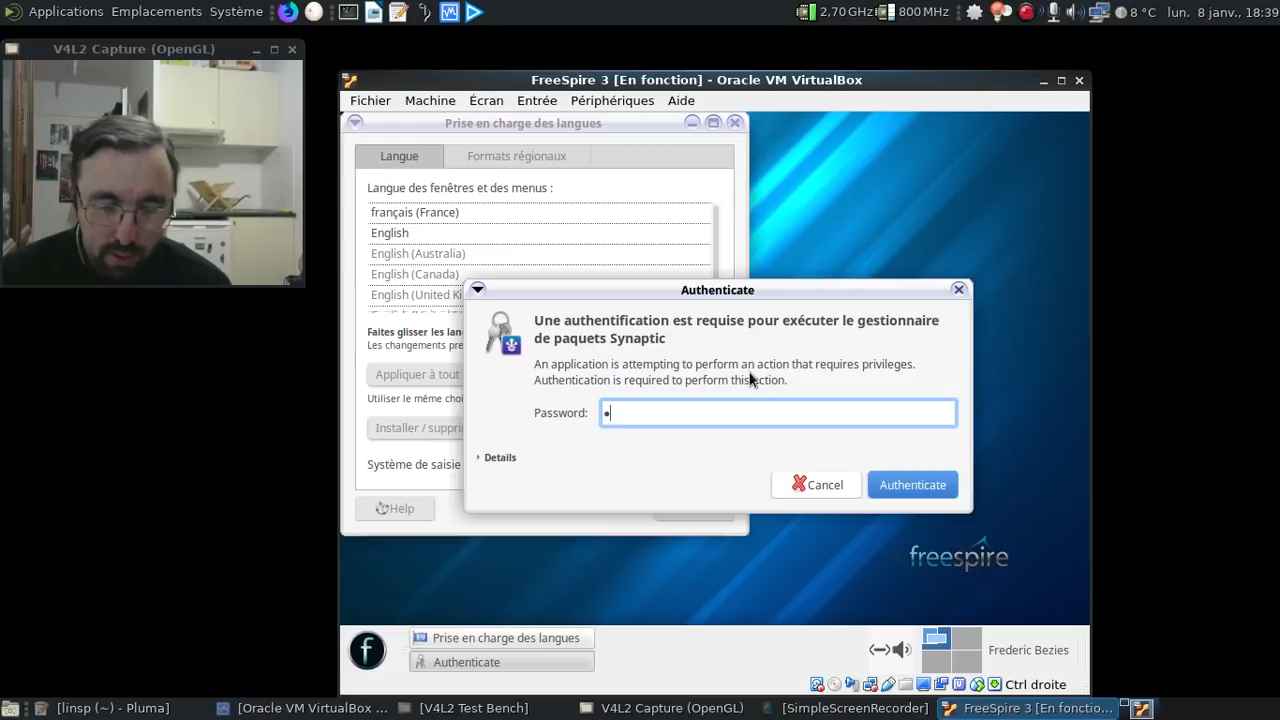 Applications Emplacements Système
2,70 GHz 800 MHz 8 °C lun. 8 janv., 18:39
V4L2 Capture (OpenGL)
FreeSpire 3 [En fonction] - Oracle VM VirtualBox
Fichier Machine Écran Entrée Périphériques Aide
Prise en charge des langues
Langue Formats régionaux
Langue des fenêtres et des menus :
français (France)
English
English (Australia)
English (Canada)
English (United
Faites glisser les
Les changements
Appliquer à tout
Utiliser le même
Installer /
Système de saisie
Help
Authenticate
Une authentification est requise pour exécuter le gestionnaire
de paquets Synaptic
An application is attempting to perform an action that requires privileges.
Authentication is required to perform this action.
Password: •
Details
Cancel Authenticate
freespire
f
Prise en charge des langues
Authenticate
Frederic Bezies
Ctrl droite
[linsp (~) - Pluma] [Oracle VM VirtualBox ... [V4L2 Test Bench] V4L2 Capture (OpenGL) [SimpleScreenRecorder] FreeSpire 3 [En fonctio...